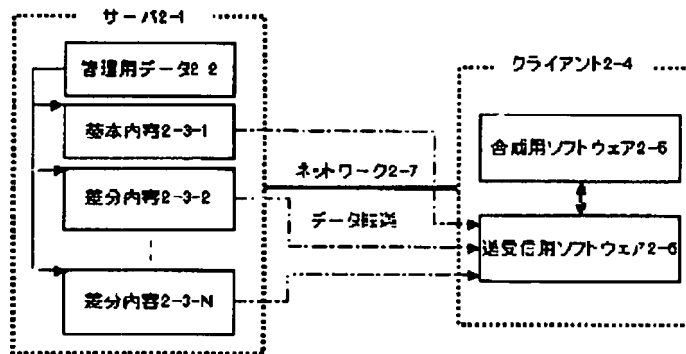 サーバ2-1
管理用データ2-2
基本内容2-3-1
差分内容2-3-2
差分内容2-3-N
ネットワーク2-7
データ転送
クライアント2-4
合成用ソフトウェア2-5
送受信用ソフトウェア2-6